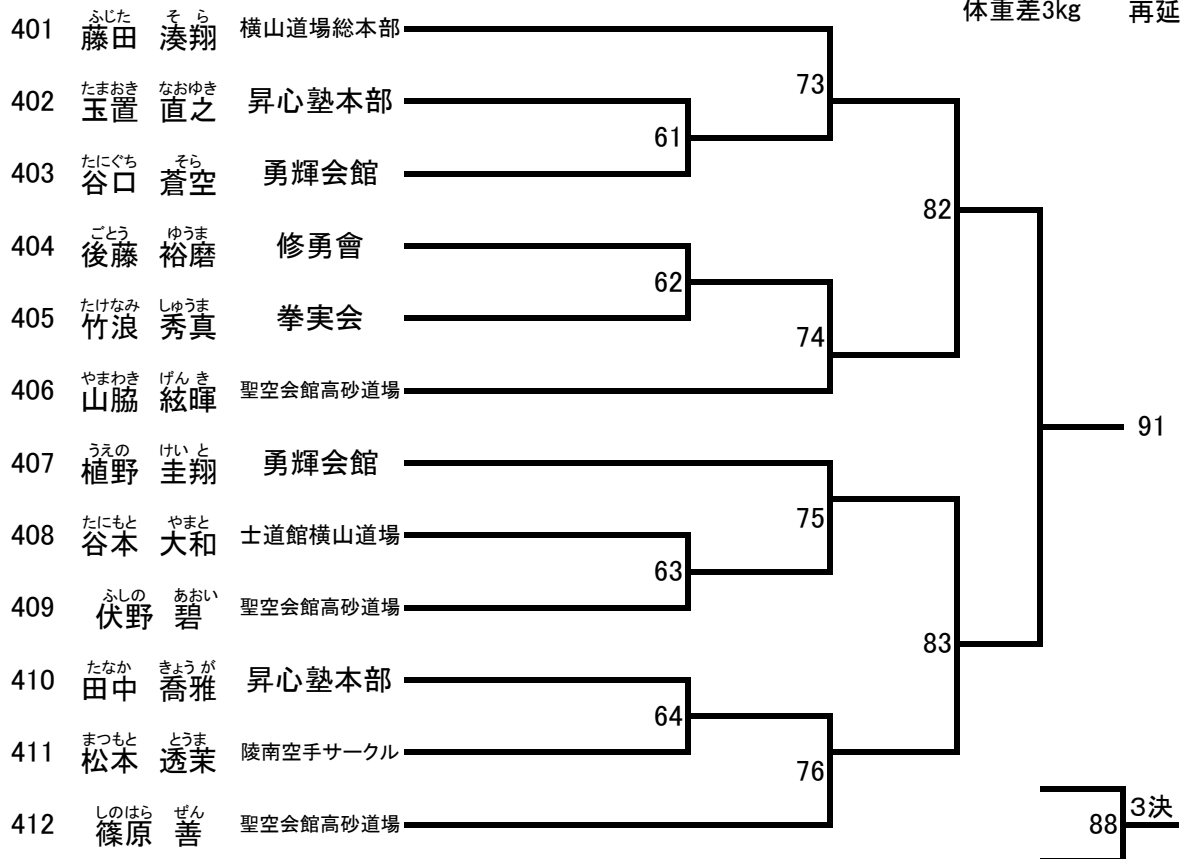 体重差3kg 再延
ふじた そら
401 藤田 湊翔 横山道場総本部
73
たまおき なおゆき
402 玉置 直之 昇心塾本部
61
たにぐち そら
403 谷口 蒼空 勇輝会館
82
ごとう ゆうま
404 後藤 裕磨 修勇會
62
たけなみ しゅうま
405 竹浪 秀真 拳実会
74
やまわき げんき
406 山脇 絃暉 聖空会館高砂道場
91
うえの けいと
407 植野 圭翔 勇輝会館
75
たにもと やまと
408 谷本 大和 士道館横山道場
63
ふしの あおい
409 伏野 碧 聖空会館高砂道場
83
たなか きょうが
410 田中 喬雅 昇心塾本部
64
まつもと とうま
411 松本 透茉 陵南空手サークル
76
しのはら ぜん
412 篠原 善 聖空会館高砂道場
88 3決